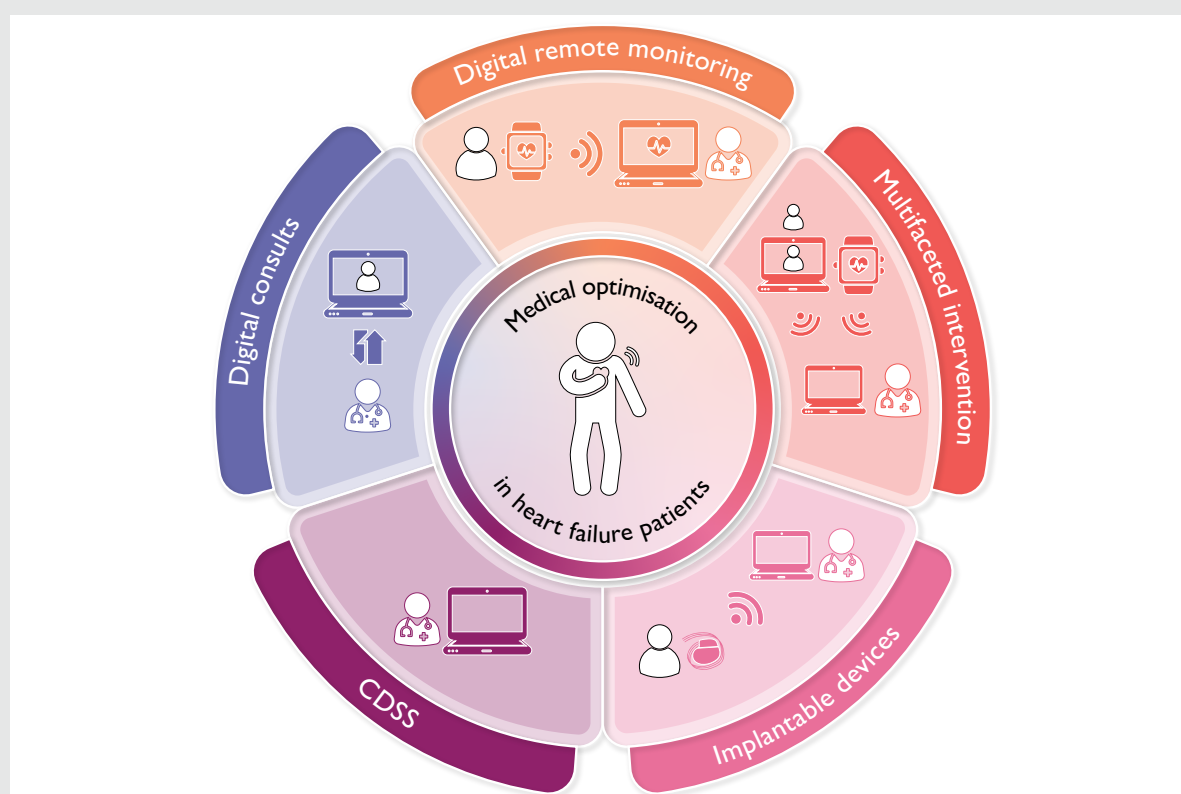 Digital remote monitoring
Multifaceted intervention
Digital consults
Medical optimisation
in heart failure patients
CDSS
Implantable devices